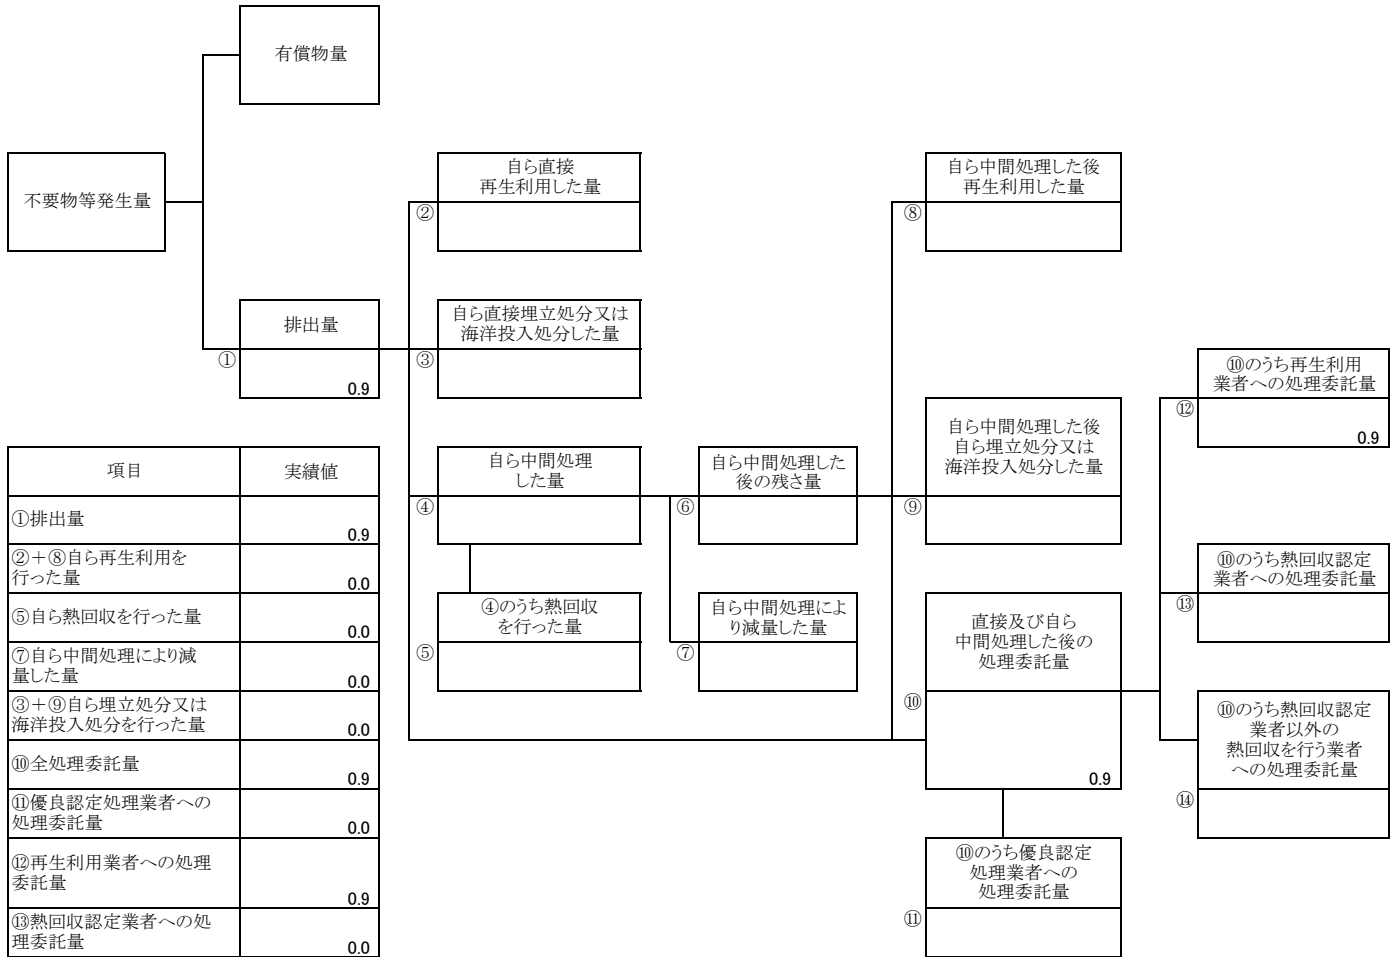 有償物量
不要物等発生量
自ら直接
再生利用した量
②
自ら中間処理した後
再生利用した量
⑧
排出量
①
0.9
自ら直接埋立処分又は
海洋投入処分した量
③
⑩のうち再生利用
業者への処理委託量
⑫
0.9
自ら中間処理
した量
④
自ら中間処理した
後の残さ量
⑥
自ら中間処理した後
自ら埋立処分又は
海洋投入処分した量
⑨
④のうち熱回収
を行った量
⑤
自ら中間処理によ
り減量した量
⑦
直接及び自ら
中間処理した後の
処理委託量
⑩
0.9
⑩のうち熱回収認定
業者への処理委託量
⑬
⑩のうち熱回収認定
業者以外の
熱回収を行う業者
への処理委託量
⑭
⑩のうち優良認定
処理業者への
処理委託量
⑪
項目 実績値
①排出量 0.9
②＋⑧自ら再生利用を
行った量 0.0
⑤自ら熱回収を行った量 0.0
⑦自ら中間処理により減
量した量 0.0
③＋⑨自ら埋立処分又は
海洋投入処分を行った量 0.0
⑩全処理委託量 0.9
⑪優良認定処理業者への
処理委託量 0.0
⑫再生利用業者への処理
委託量 0.9
⑬熱回収認定業者への処
理委託量 0.0